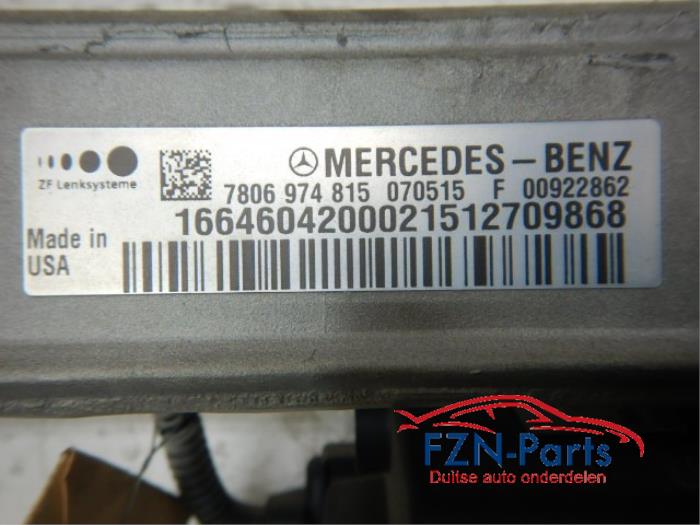 MERCEDES-BENZ
ZF Lenksysteme
7806 974 815 070515 F 00922862
1664604200021512709868
Made in
USA
FZN-Parts
Duitse auto onderdelen